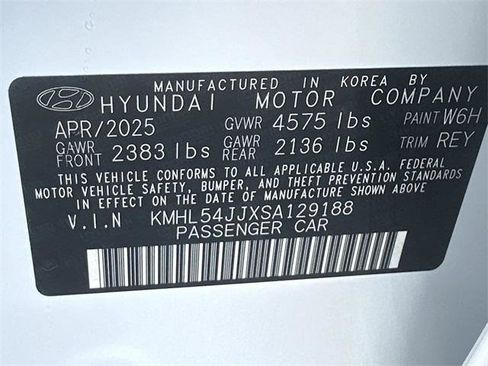 MANUFACTURED IN KOREA BY
HYUNDAI MOTOR COMPANY
APR/2025 GVWR 4575 lbs PAINT W6H
GAWR FRONT 2383 lbs GAWR REAR 2136 lbs TRIM REY
THIS VEHICLE CONFORMS TO ALL APPLICABLE U.S.A. FEDERAL
MOTOR VEHICLE SAFETY, BUMPER, AND THEFT PREVENTION STANDARDS
IN EFFECT ON THE DATE OF MANUFACTURE SHOWN ABOVE.
V.I.N KMHL54JJXSA129188
PASSENGER CAR